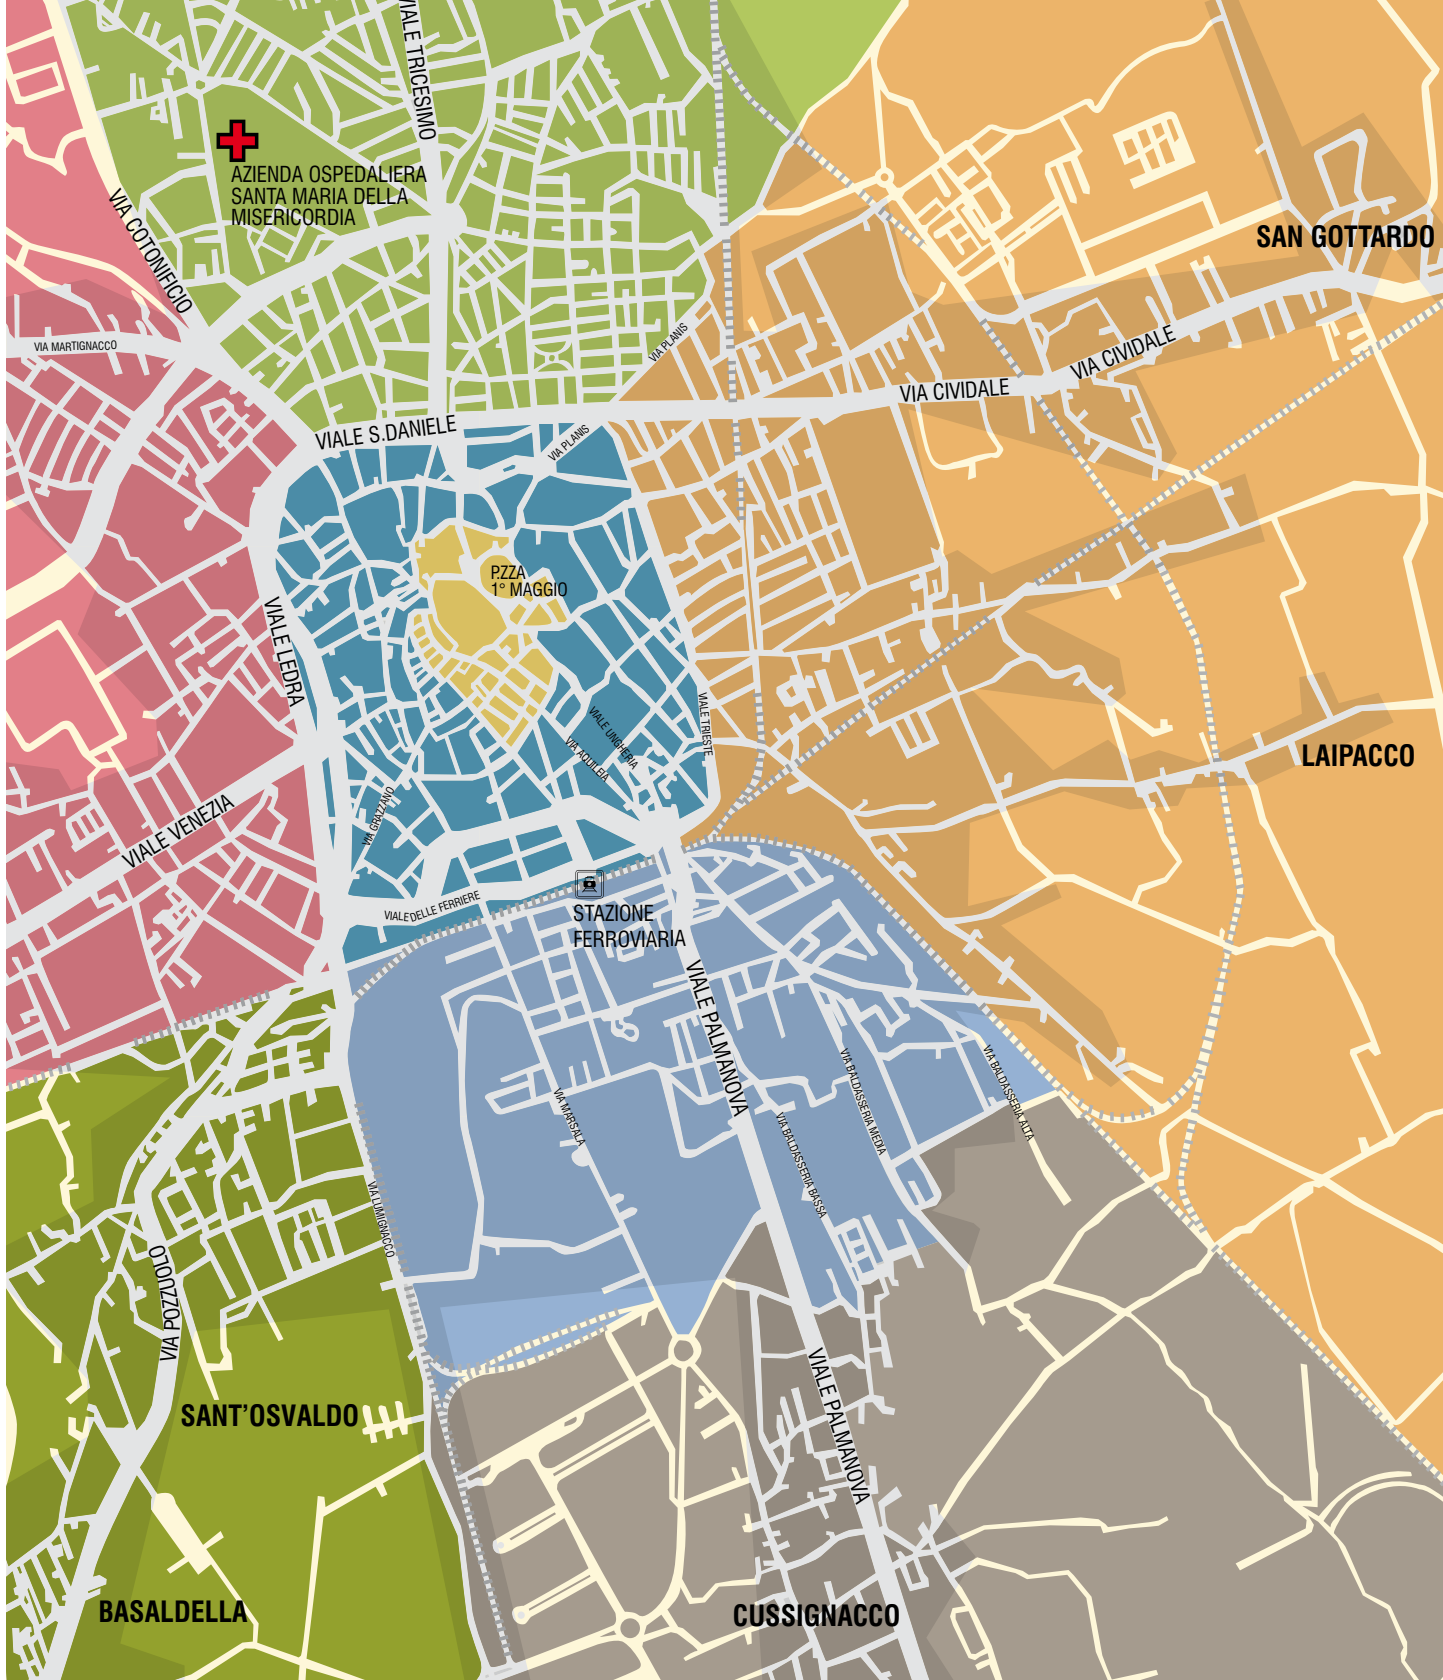 VIALE TRICESIMO
AZIENDA OSPEDALIERA
SANTA MARIA DELLA
MISERICORDIA
VIA COTONIFICIO
SAN GOTTARDO
VIA MARTIGNACCO
VIA PLANIS
VIA CIVIDALE
VIA CIVIDALE
VIALE S.DANIELE
VIA PLANIS
P.ZZA
1° MAGGIO
VIALE LEDRA
VIALE UNGHERIA
VIALE TRIESTE
VIA AQUILEIA
LAIPACCO
VIA GRAZZANO
VIALE VENEZIA
VIALE DELLE FERRIERE
STAZIONE
FERROVIARIA
VIALE PALMANOVA
VIA BALDASSERIA MEDIA
VIA BALDASSERIA ALTA
VIA MARSALA
VIA BALDASSERIA BASSA
VIA LUMIGNACCO
VIA POZZUOLO
VIALE PALMANOVA
SANT'OSVALDO
BASALDELLA
CUSSIGNACCO